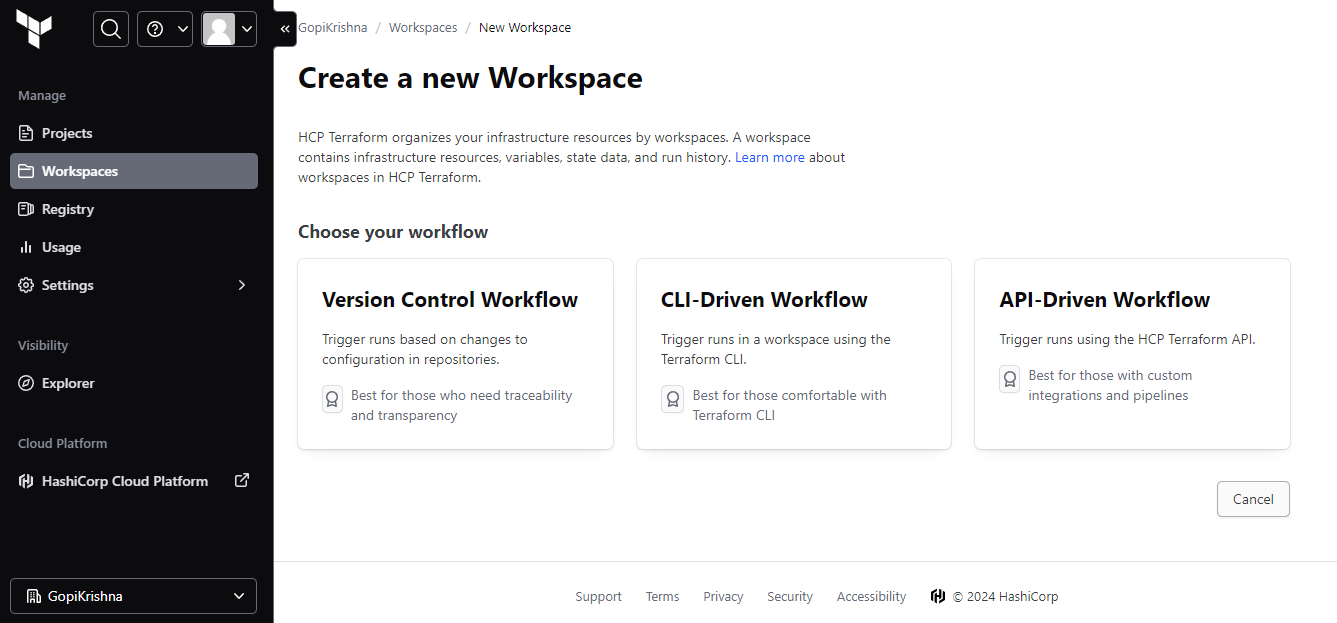 Manage
Projects
Workspaces
Registry
Usage
Settings
Visibility
Explorer
Cloud Platform
HashiCorp Cloud Platform
GopiKrishna
GopiKrishna / Workspaces / New Workspace
Create a new Workspace
HCP Terraform organizes your infrastructure resources by workspaces. A workspace
contains infrastructure resources, variables, state data, and run history. Learn more about
workspaces in HCP Terraform.
Choose your workflow
Version Control Workflow
Trigger runs based on changes to
configuration in repositories.
Best for those who need traceability
and transparency
CLI-Driven Workflow
Trigger runs in a workspace using the
Terraform CLI.
Best for those comfortable with
Terraform CLI
API-Driven Workflow
Trigger runs using the HCP Terraform API.
Best for those with custom
integrations and pipelines
Cancel
Support Terms Privacy Security Accessibility © 2024 HashiCorp